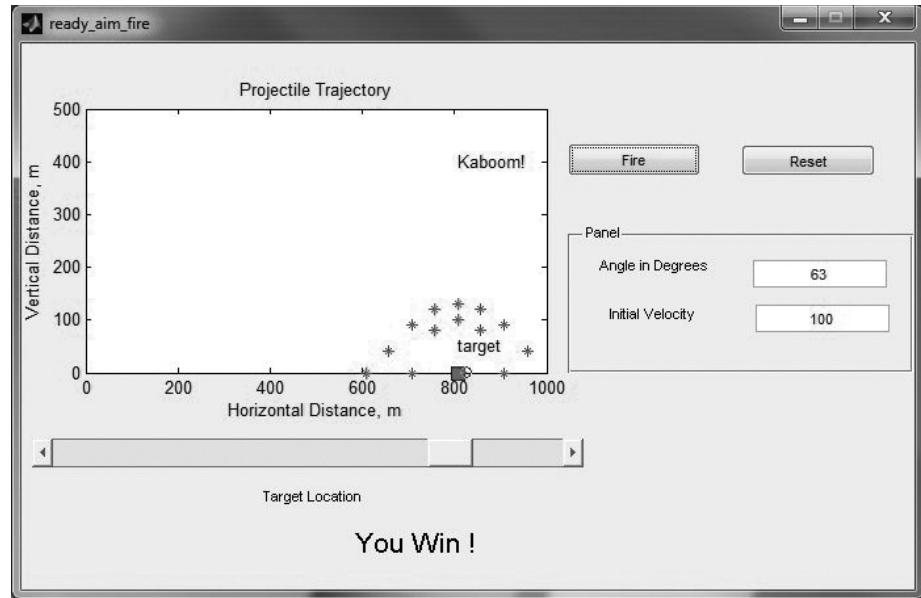 ready_aim_fire
Projectile Trajectory
500
400
300
200
100
0
Vertical Distance, m
Kaboom!
target
0 200 400 600 800 1000
Horizontal Distance, m
Target Location
You Win !
Fire
Reset
Panel
Angle in Degrees 63
Initial Velocity 100